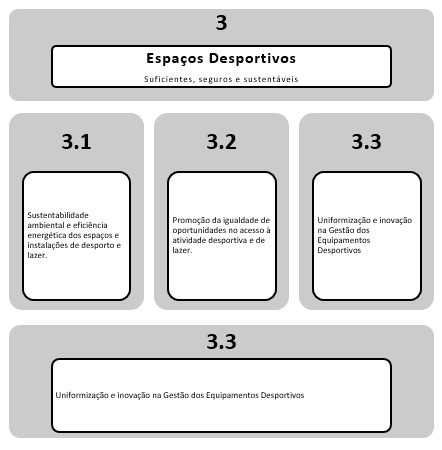 3
Espaços Desportivos
Suficientes, seguros e sustentáveis
3.1
Sustentabilidade
ambiental e eficiência
energética dos espaços e
instalações de desporto e
lazer.
3.2
Promoção da igualdade de
oportunidades no acesso à
atividade desportiva e de
lazer.
3.3
Uniformização e inovação
na Gestão dos
Equipamentos
Desportivos
3.3
Uniformização e inovação na Gestão dos Equipamentos Desportivos